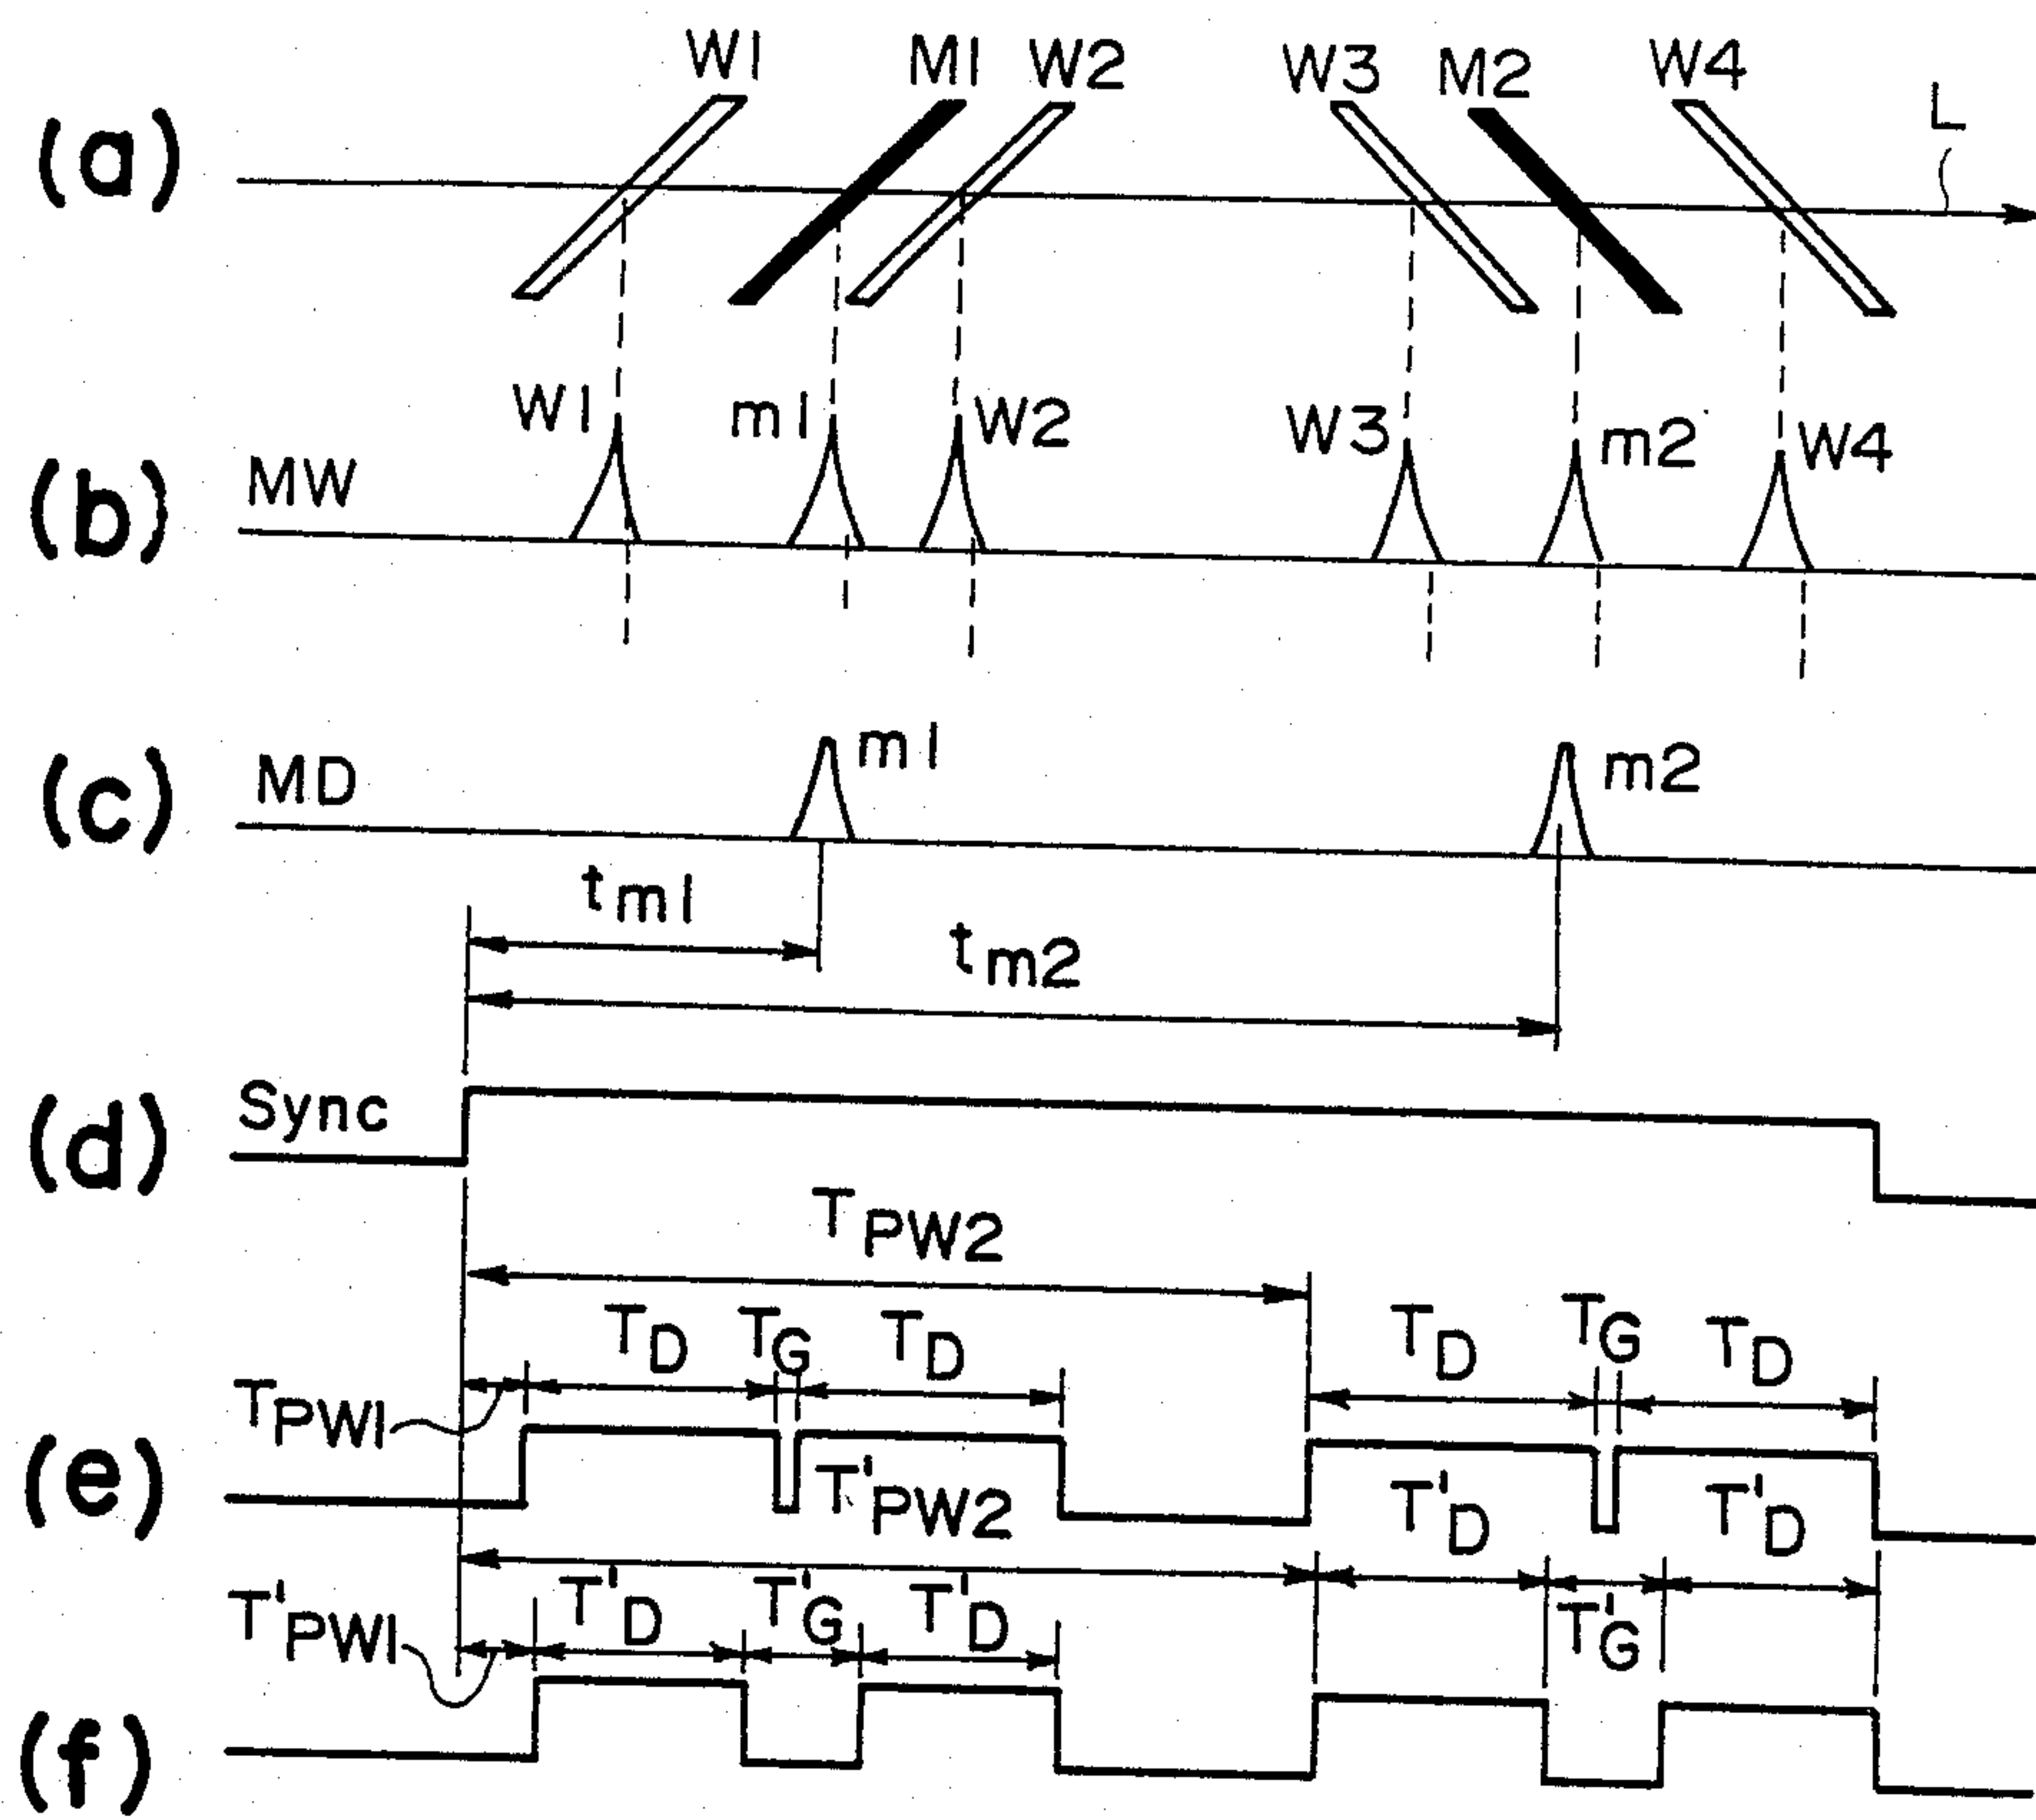 (a) W1 M1 W2 W3 M2 W4 L
(b) MW W1 m1 W2 W3 m2 W4
(c) MD m1 m2
tm1
tm2
(d) Sync
TPW2
TD TG TD TD TG TD
TPW1
(e) T'PW2 T'D T'D
T'PW1 T'D T'G T'D T'G
(f)